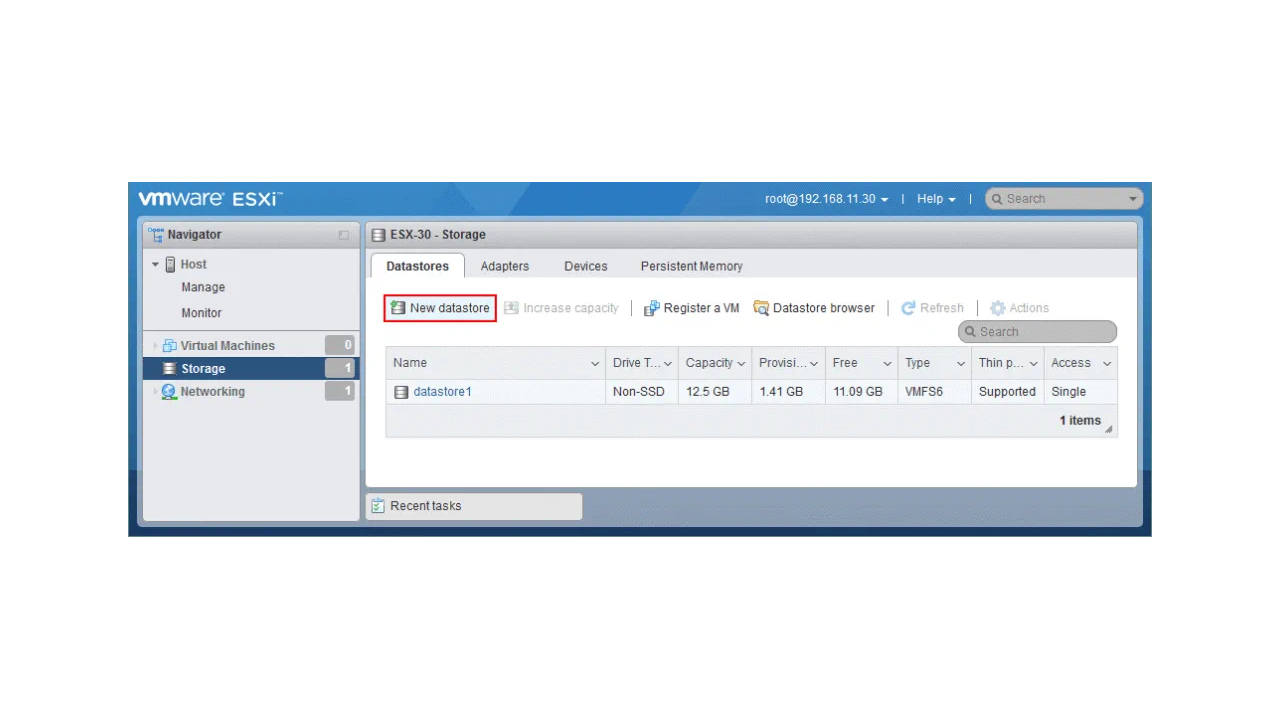 vmware ESXi™
root@192.168.11.30 | Help | Search
Navigator
Host
Manage
Monitor
Virtual Machines 0
Storage 1
Networking 1
ESX-30 - Storage
Datastores Adapters Devices Persistent Memory
New datastore Increase capacity | Register a VM Datastore browser | Refresh | Actions
Search
Name Drive T... Capacity Provisi... Free Type Thin p... Access
datastore1 Non-SSD 12.5 GB 1.41 GB 11.09 GB VMFS6 Supported Single
1 items
Recent tasks